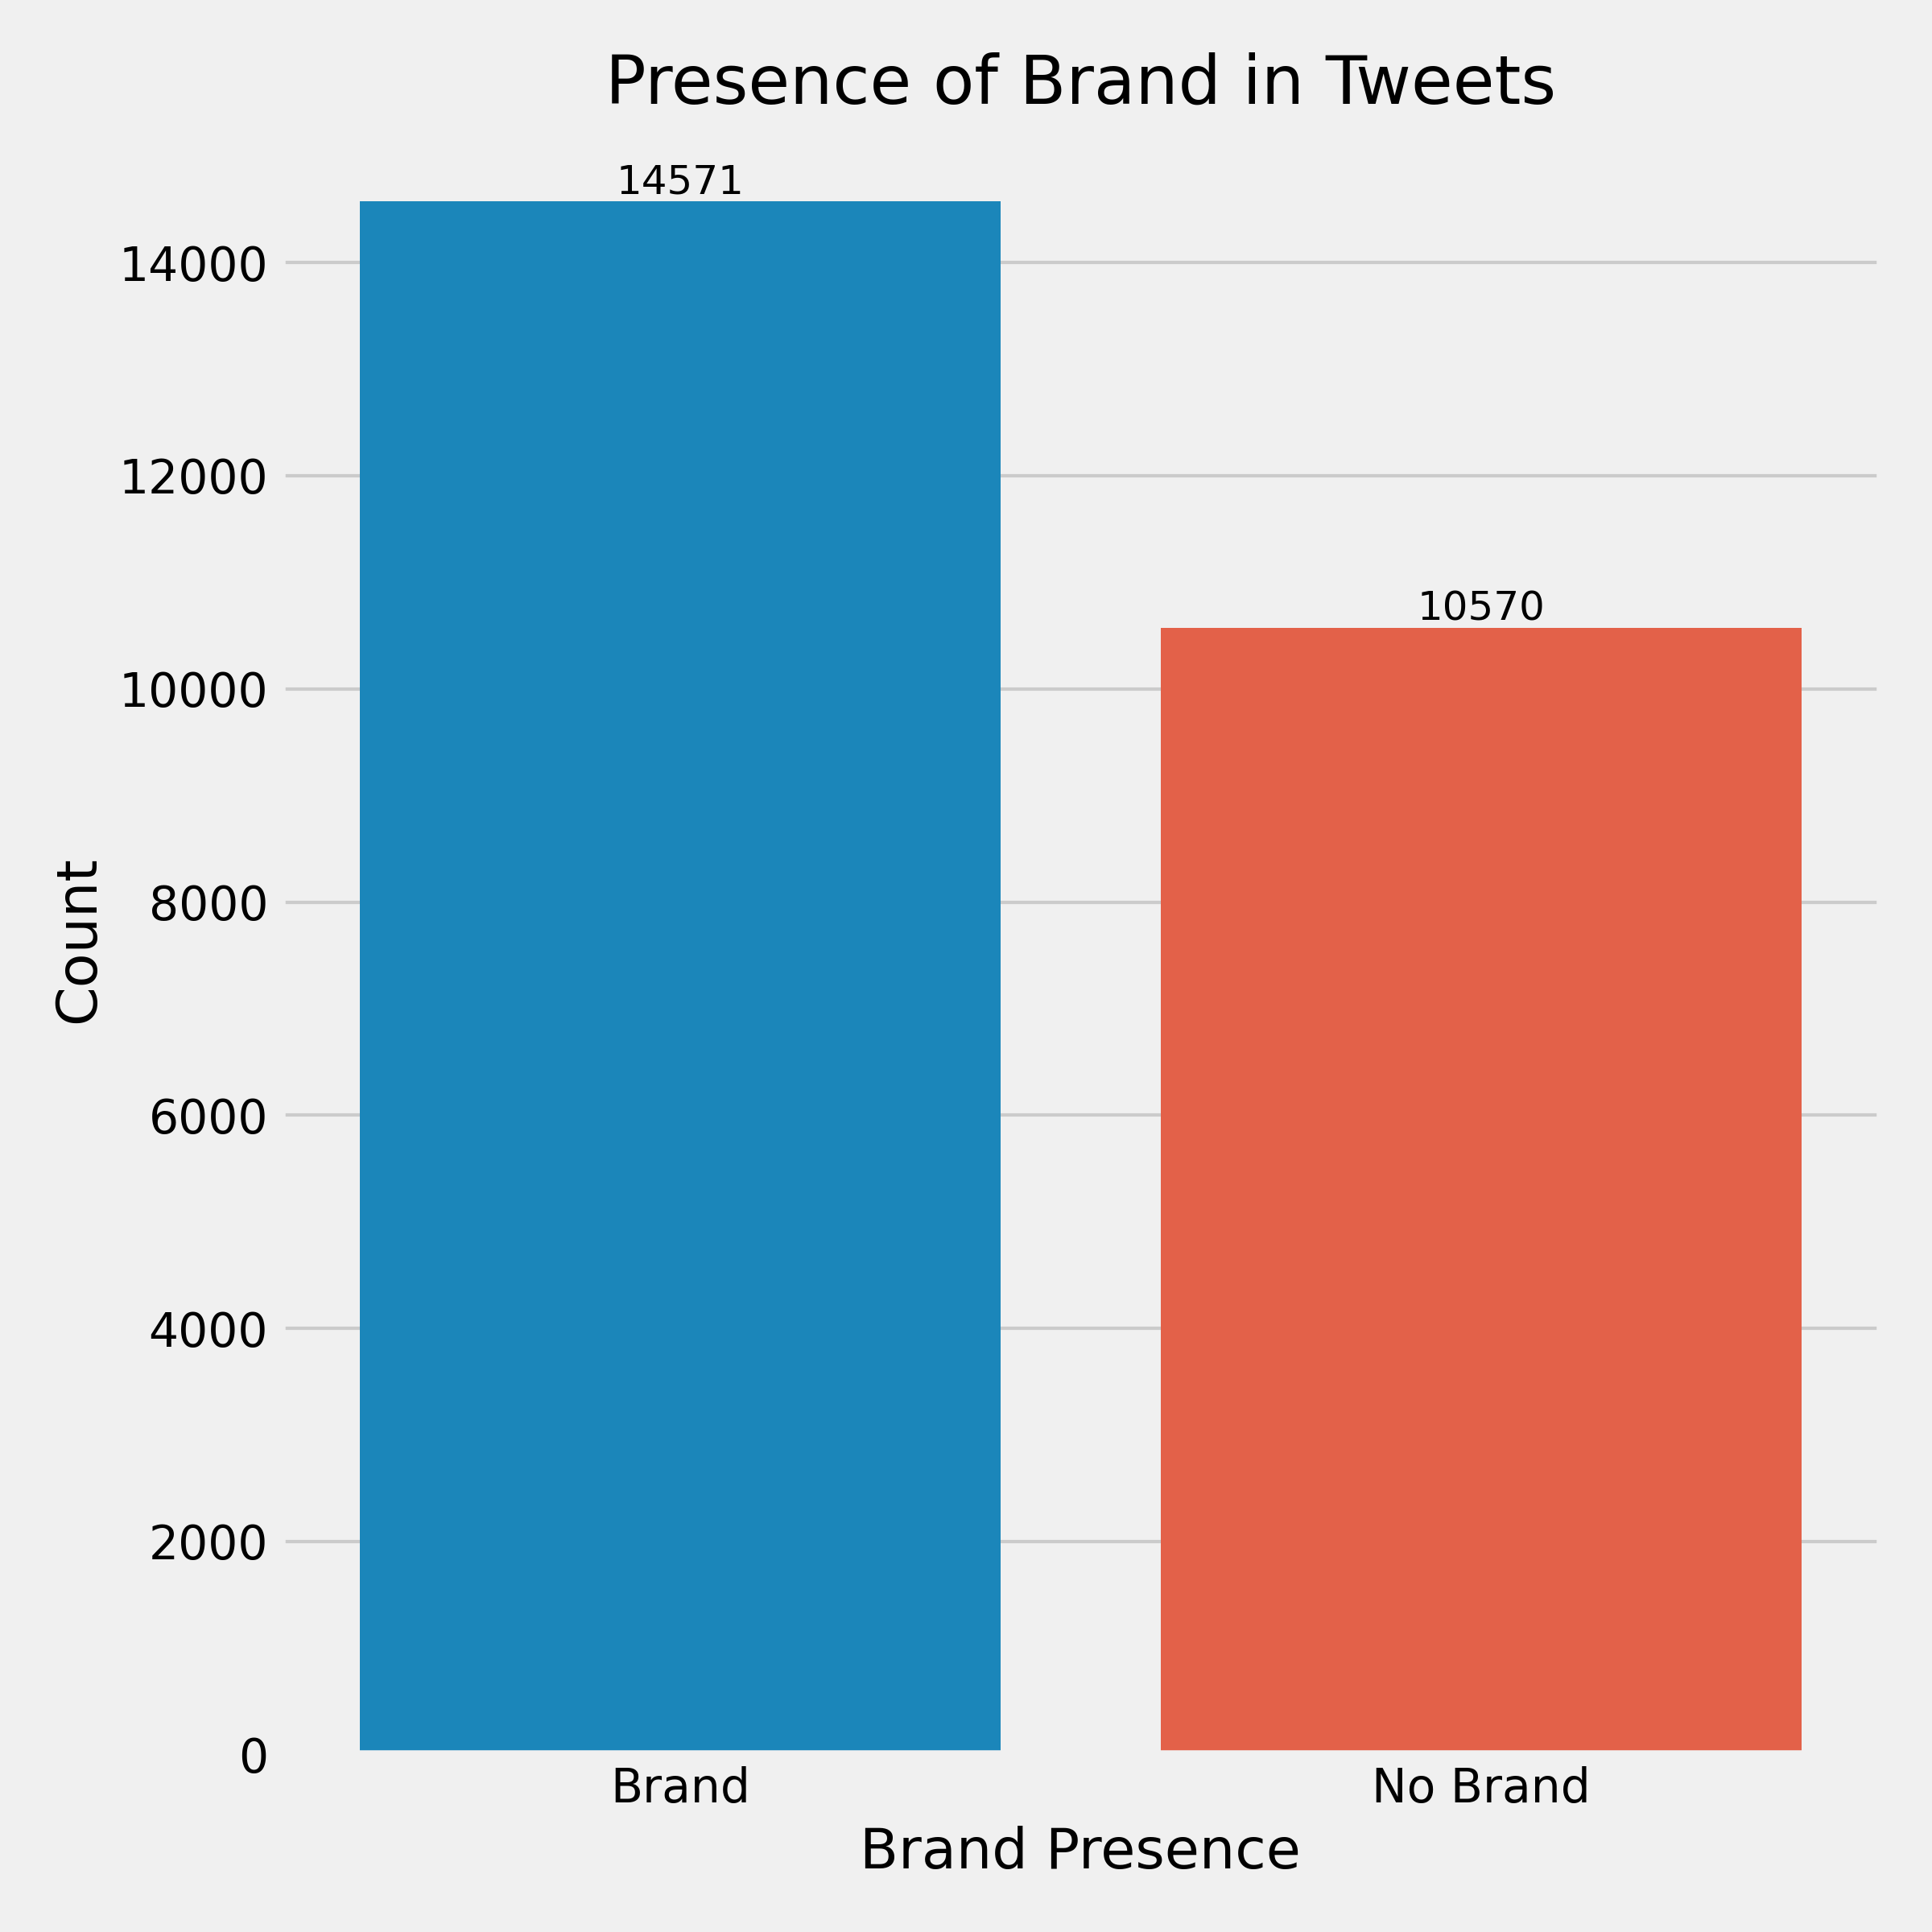 Presence of Brand in Tweets
14571
14000
12000
10570
10000
8000
Count
6000
4000
2000
0
Brand
No Brand
Brand Presence